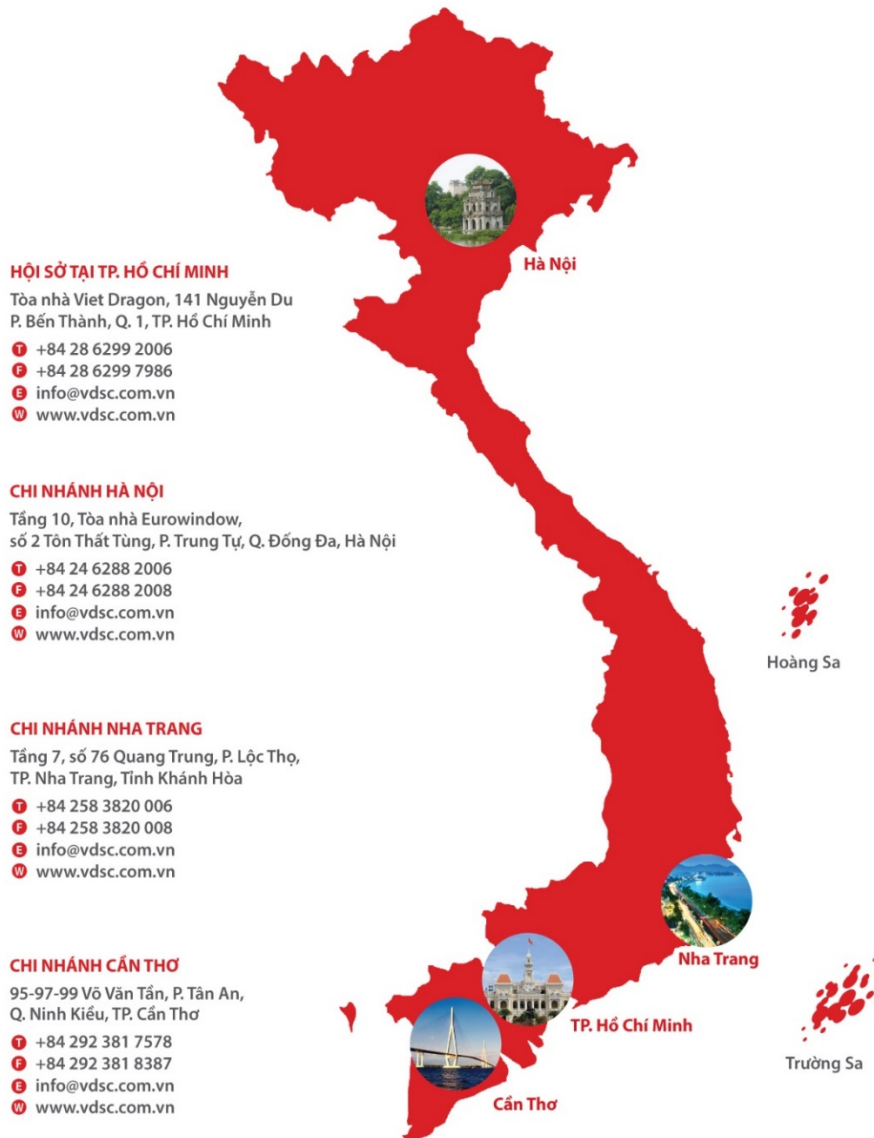 HỘI SỞ TẠI TP. HỒ CHÍ MINH
Tòa nhà Viet Dragon, 141 Nguyễn Du
P. Bến Thành, Q. 1, TP. Hồ Chí Minh
T +84 28 6299 2006
F +84 28 6299 7986
E info@vdsc.com.vn
W www.vdsc.com.vn
CHI NHÁNH HÀ NỘI
Tầng 10, Tòa nhà Eurowindow,
số 2 Tôn Thất Tùng, P. Trung Tự, Q. Đống Đa, Hà Nội
T +84 24 6288 2006
F +84 24 6288 2008
E info@vdsc.com.vn
W www.vdsc.com.vn
CHI NHÁNH NHA TRANG
Tầng 7, số 76 Quang Trung, P. Lộc Thọ,
TP. Nha Trang, Tỉnh Khánh Hòa
T +84 258 3820 006
F +84 258 3820 008
E info@vdsc.com.vn
W www.vdsc.com.vn
CHI NHÁNH CẦN THƠ
95-97-99 Võ Văn Tần, P. Tân An,
Q. Ninh Kiều, TP. Cần Thơ
T +84 292 381 7578
F +84 292 381 8387
E info@vdsc.com.vn
W www.vdsc.com.vn
Hà Nội
Hoàng Sa
Nha Trang
TP. Hồ Chí Minh
Trường Sa
Cần Thơ